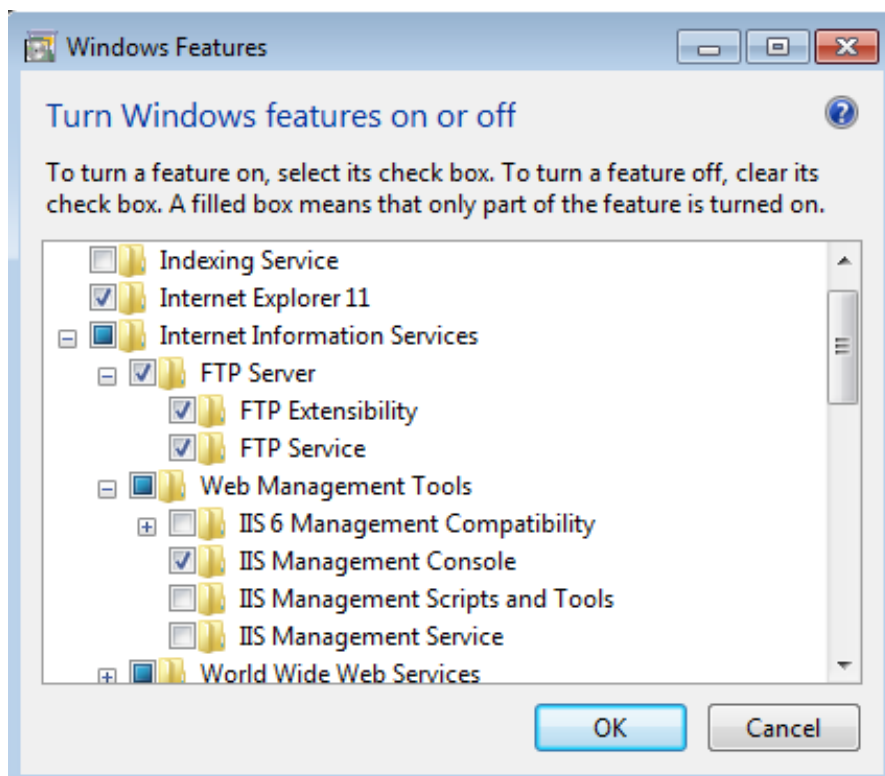 Windows Features
Turn Windows features on or off
To turn a feature on, select its check box. To turn a feature off, clear its
check box. A filled box means that only part of the feature is turned on.
Indexing Service
Internet Explorer 11
Internet Information Services
FTP Server
FTP Extensibility
FTP Service
Web Management Tools
IIS 6 Management Compatibility
IIS Management Console
IIS Management Scripts and Tools
IIS Management Service
World Wide Web Services
OK Cancel